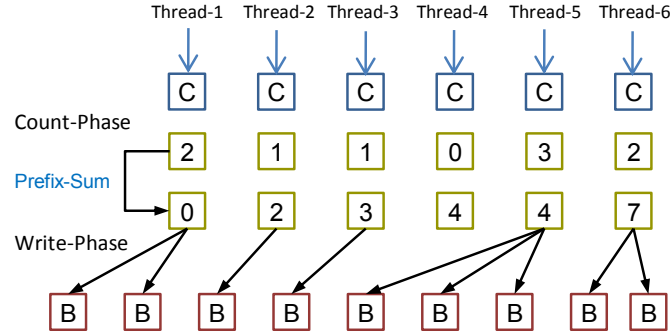 Thread-1 Thread-2 Thread-3 Thread-4 Thread-5 Thread-6
C C C C C C
Count-Phase
2 1 1 0 3 2
Prefix-Sum
0 2 3 4 4 7
Write-Phase
B B B B B B B B B